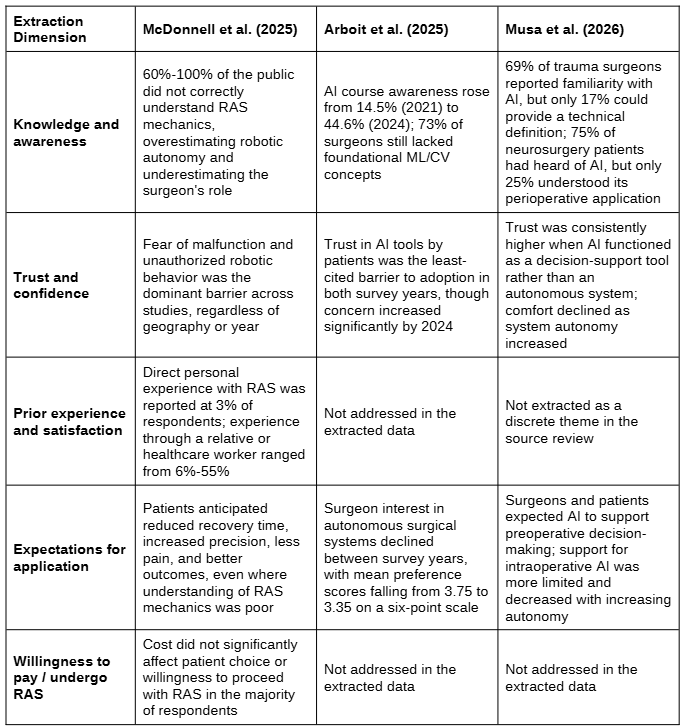 Extraction
Dimension
McDonnell et al. (2025)
Arboit et al. (2025)
Musa et al. (2026)
Knowledge and
awareness
60%-100% of the public
did not correctly
understand RAS
mechanics,
overestimating robotic
autonomy and
underestimating the
surgeon's role
AI course awareness rose
from 14.5% (2021) to
44.6% (2024); 73% of
surgeons still lacked
foundational ML/CV
concepts
69% of trauma surgeons
reported familiarity with
AI, but only 17% could
provide a technical
definition; 75% of
neurosurgery patients
had heard of AI, but only
25% understood its
perioperative application
Trust and
confidence
Fear of malfunction and
unauthorized robotic
behavior was the
dominant barrier across
studies, regardless of
geography or year
Trust in AI tools by
patients was the least-
cited barrier to adoption in
both survey years, though
concern increased
significantly by 2024
Trust was consistently
higher when AI functioned
as a decision-support tool
rather than an
autonomous system;
comfort declined as
system autonomy
increased
Prior experience
and satisfaction
Direct personal
experience with RAS was
reported at 3% of
respondents; experience
through a relative or
healthcare worker ranged
from 6%-55%
Not addressed in the
extracted data
Not extracted as a
discrete theme in the
source review
Expectations for
application
Patients anticipated
reduced recovery time,
increased precision, less
pain, and better
outcomes, even where
understanding of RAS
mechanics was poor
Surgeon interest in
autonomous surgical
systems declined
between survey years,
with mean preference
scores falling from 3.75 to
3.35 on a six-point scale
Surgeons and patients
expected AI to support
preoperative decision-
making; support for
intraoperative AI was
more limited and
decreased with increasing
autonomy
Willingness to
pay / undergo
RAS
Cost did not significantly
affect patient choice or
willingness to proceed
with RAS in the majority
of respondents
Not addressed in the
extracted data
Not addressed in the
extracted data